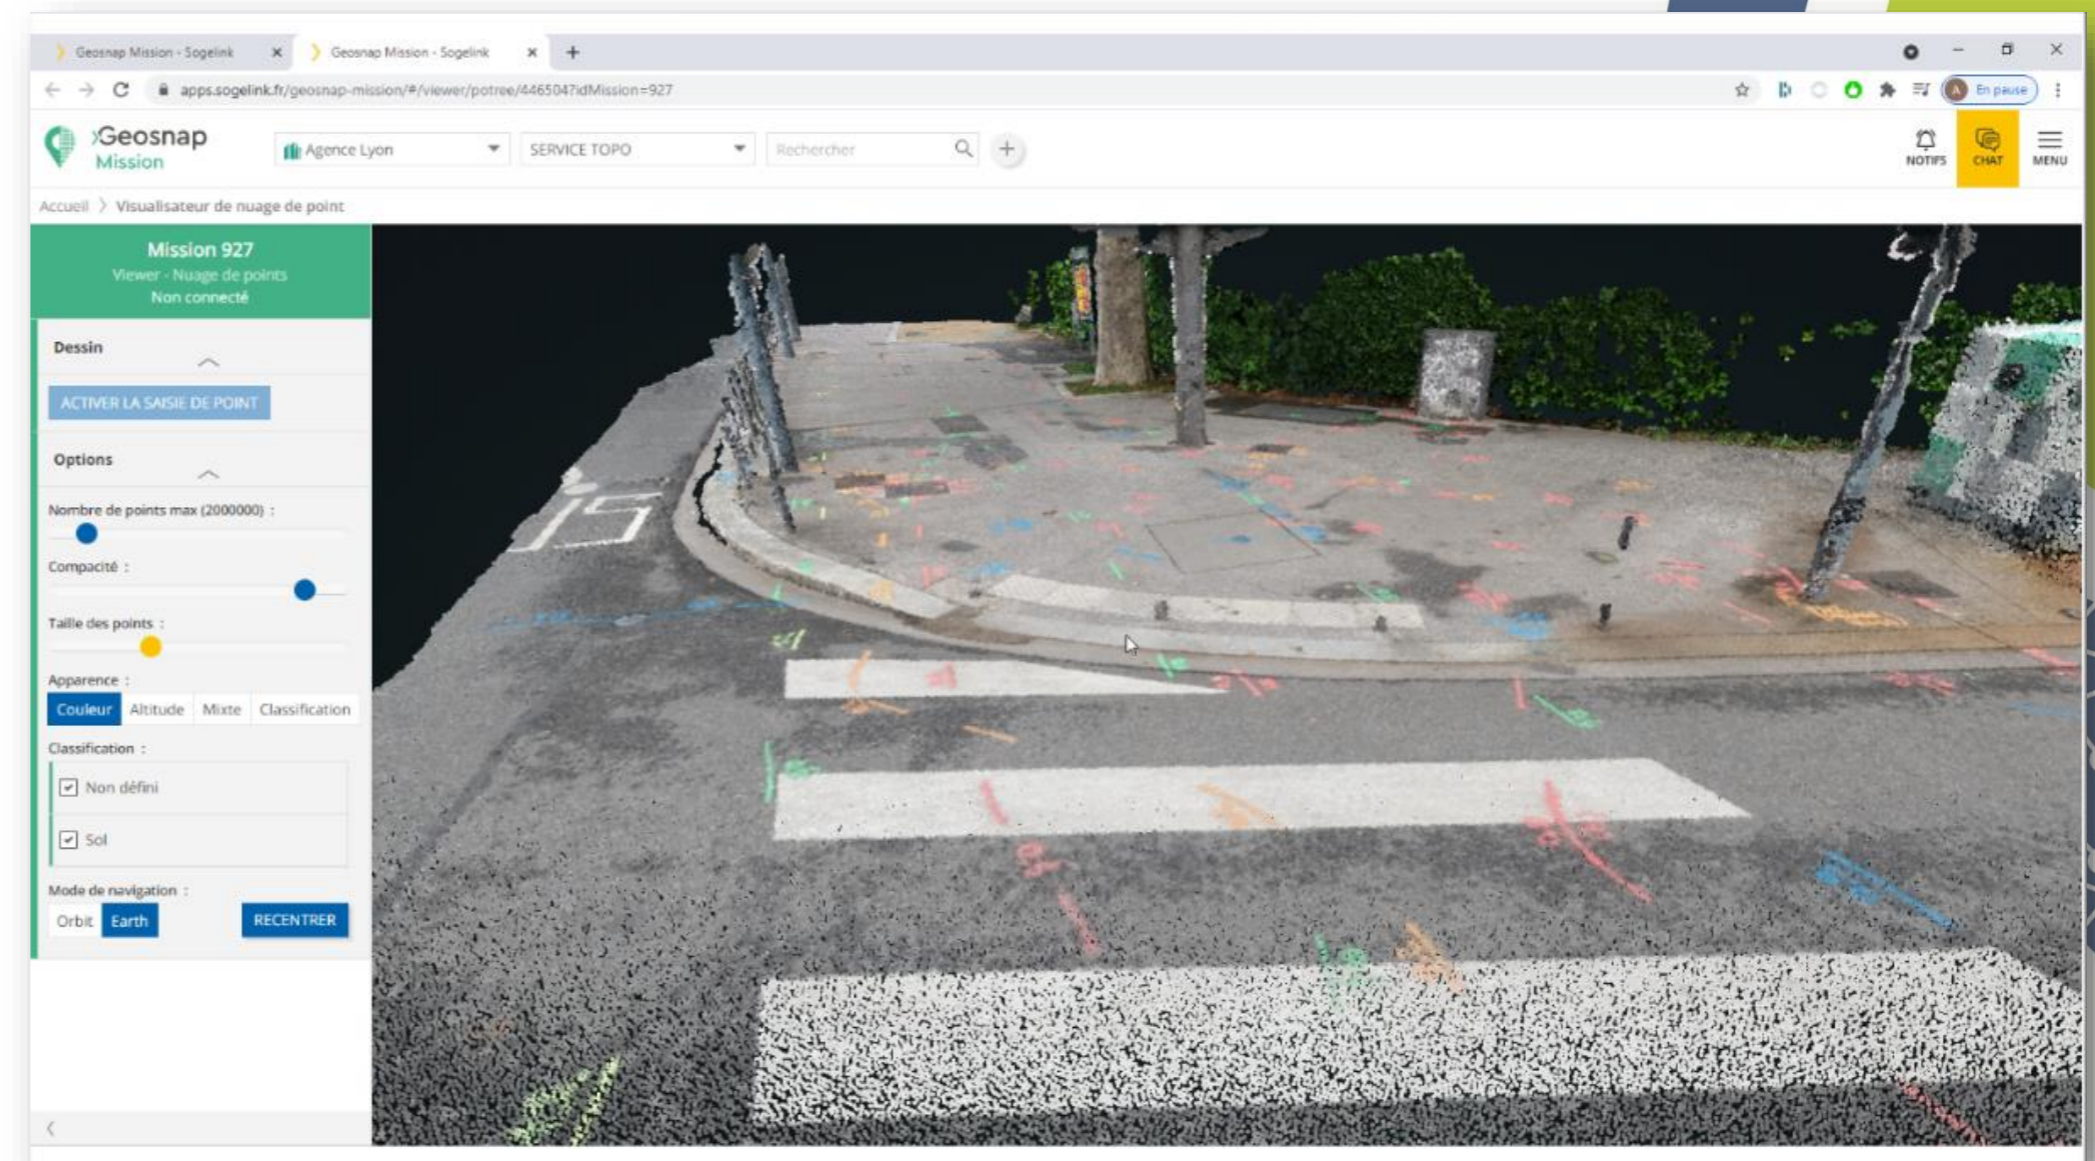 Geosnap Mission - Sogelink
Geosnap Mission - Sogelink
apps.sogelink.fr/geosnap-mission/#/viewer/potree/446504?idMission=927
En pause
Geosnap
Mission
Agence Lyon
SERVICE TOPO
Rechercher
NOTIFS
CHAT
MENU
Accueil > Visualisateur de nuage de point
Mission 927
Viewer - Nuage de points
Non connecté
Dessin
ACTIVER LA SAISIE DE POINT
Options
Nombre de points max (2000000) :
Compacité :
Taille des points :
Apparence :
Couleur Altitude Mixte Classification
Classification :
Non défini
Sol
Mode de navigation :
Orbit Earth RECENTRER